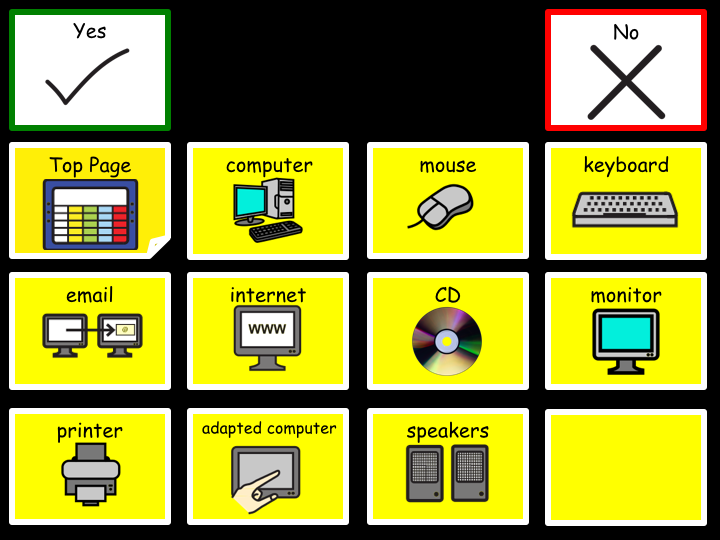 Yes
No
Top Page
computer
mouse
keyboard
email
internet
www
CD
monitor
printer
adapted computer
speakers